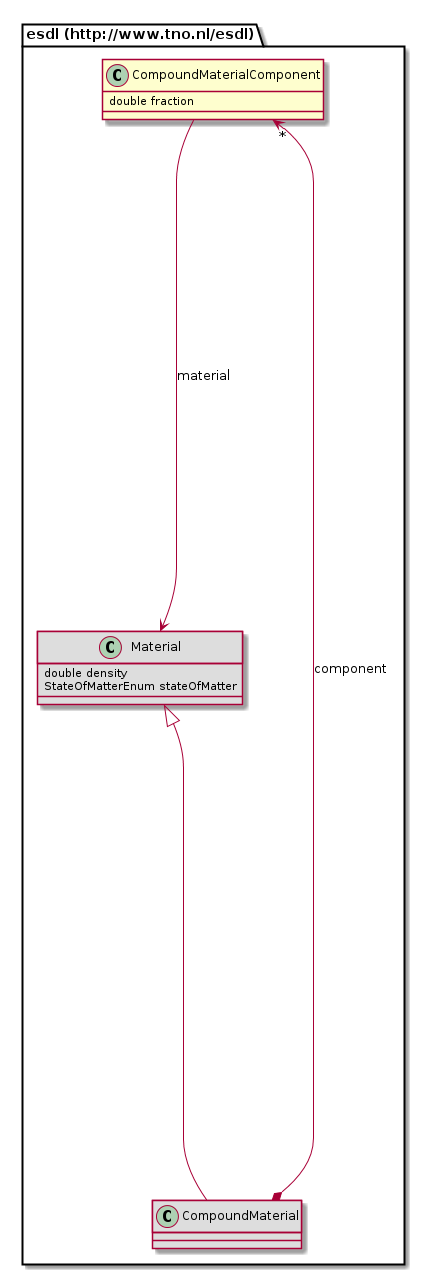 esdl (http://www.tno.nl/esdl)
C CompoundMaterialComponent
double fraction
*
material
C Material
double density
StateOfMatterEnum stateOfMatter
component
C CompoundMaterial